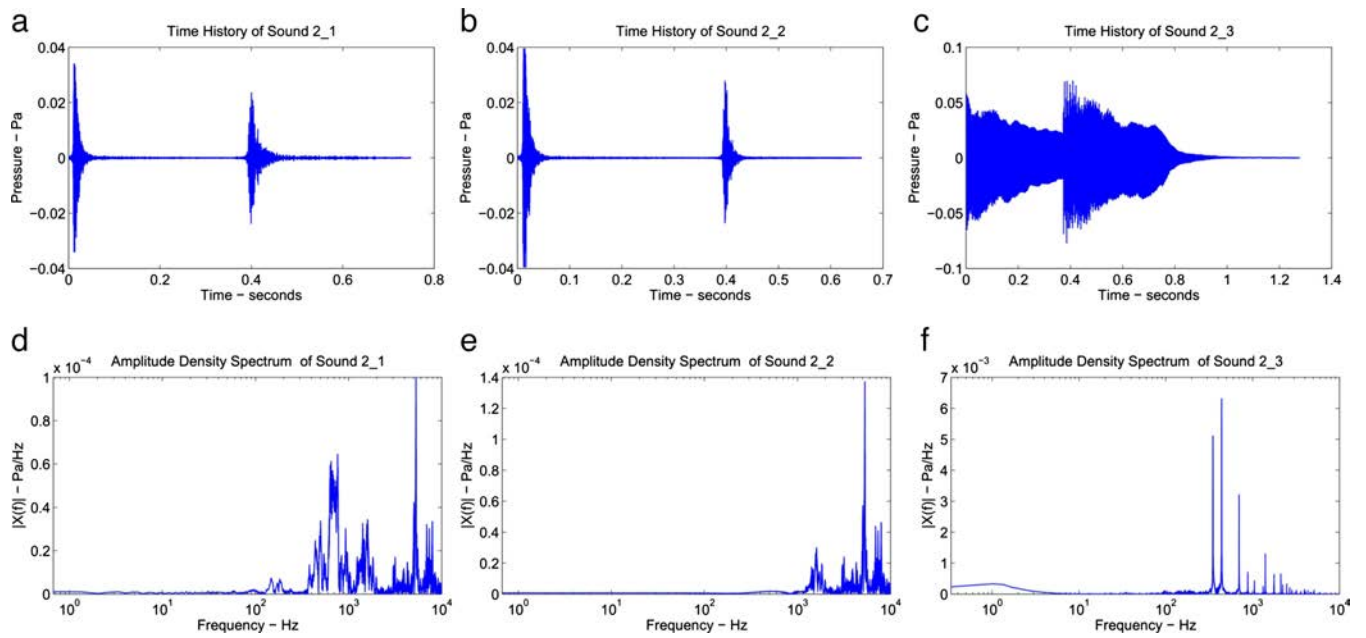 a
Time History of Sound 2_1
0.04
0.02
0
−0.02
−0.04
Pressure − Pa
0
0.2
0.4
0.6
0.8
Time − seconds
b
Time History of Sound 2_2
0.04
0.02
0
−0.02
−0.04
Pressure − Pa
0
0.1
0.2
0.3
0.4
0.5
0.6
0.7
Time − seconds
c
Time History of Sound 2_3
0.1
0.05
0
−0.05
−0.1
Pressure − Pa
0
0.2
0.4
0.6
0.8
1
1.2
1.4
Time − seconds
d
x 10⁻⁴
Amplitude Density Spectrum of Sound 2_1
1
0.8
0.6
0.4
0.2
0
|X(f)| − Pa/Hz
10⁰
10¹
10²
10³
10⁴
Frequency − Hz
e
x 10⁻⁴
Amplitude Density Spectrum of Sound 2_2
1.4
1.2
1
0.8
0.6
0.4
0.2
0
|X(f)| − Pa/Hz
10⁰
10¹
10²
10³
10⁴
Frequency − Hz
f
x 10⁻³
Amplitude Density Spectrum of Sound 2_3
7
6
5
4
3
2
1
0
|X(f)| − Pa/Hz
10⁰
10¹
10²
10³
10⁴
Frequency − Hz